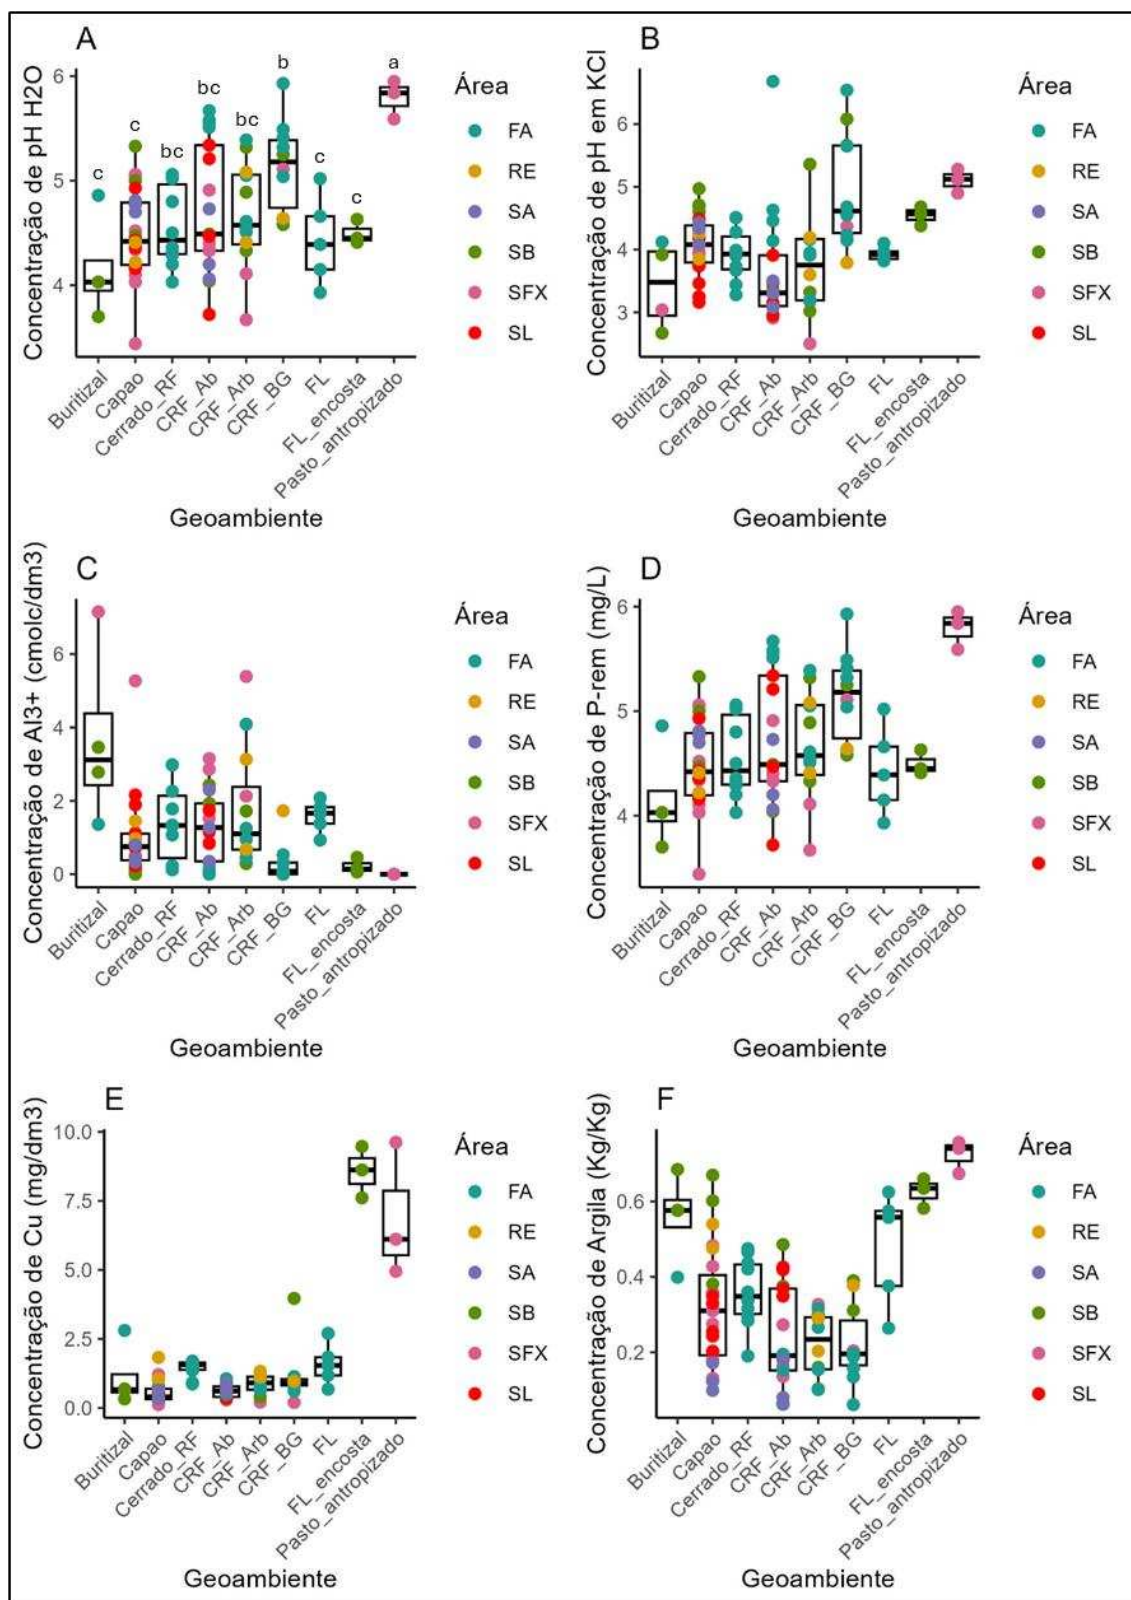 A
Concentração de pH H2O
6
5
4
c
c
bc
bc
bc
b
c
c
a
Buritizal
Capao
Cerrado_RF
CRF_Ab
CRF_Arb
CRF_BG
FL
FL_encosta
Pasto_antropizado
Geoambiente
Área
FA
RE
SA
SB
SFX
SL
B
Concentração de pH em KCl
6
5
4
3
Buritizal
Capao
Cerrado_RF
CRF_Ab
CRF_Arb
CRF_BG
FL
FL_encosta
Pasto_antropizado
Geoambiente
Área
FA
RE
SA
SB
SFX
SL
C
Concentração de Al3+ (cmolc/dm3)
6
4
2
0
Buritizal
Capao
Cerrado_RF
CRF_Ab
CRF_Arb
CRF_BG
FL
FL_encosta
Pasto_antropizado
Geoambiente
Área
FA
RE
SA
SB
SFX
SL
D
Concentração de P-rem (mg/L)
6
5
4
Buritizal
Capao
Cerrado_RF
CRF_Ab
CRF_Arb
CRF_BG
FL
FL_encosta
Pasto_antropizado
Geoambiente
Área
FA
RE
SA
SB
SFX
SL
E
Concentração de Cu (mg/dm3)
10.0
7.5
5.0
2.5
0.0
Buritizal
Capao
Cerrado_RF
CRF_Ab
CRF_Arb
CRF_BG
FL
FL_encosta
Pasto_antropizado
Geoambiente
Área
FA
RE
SA
SB
SFX
SL
F
Concentração de Argila (Kg/Kg)
0.6
0.4
0.2
Buritizal
Capao
Cerrado_RF
CRF_Ab
CRF_Arb
CRF_BG
FL
FL_encosta
Pasto_antropizado
Geoambiente
Área
FA
RE
SA
SB
SFX
SL